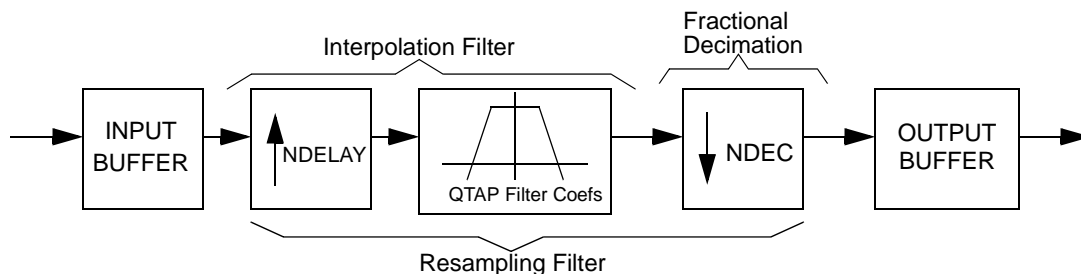 Interpolation Filter
Fractional
Decimation
INPUT
BUFFER
NDELAY
QTAP Filter Coefs
NDEC
OUTPUT
BUFFER
Resampling Filter